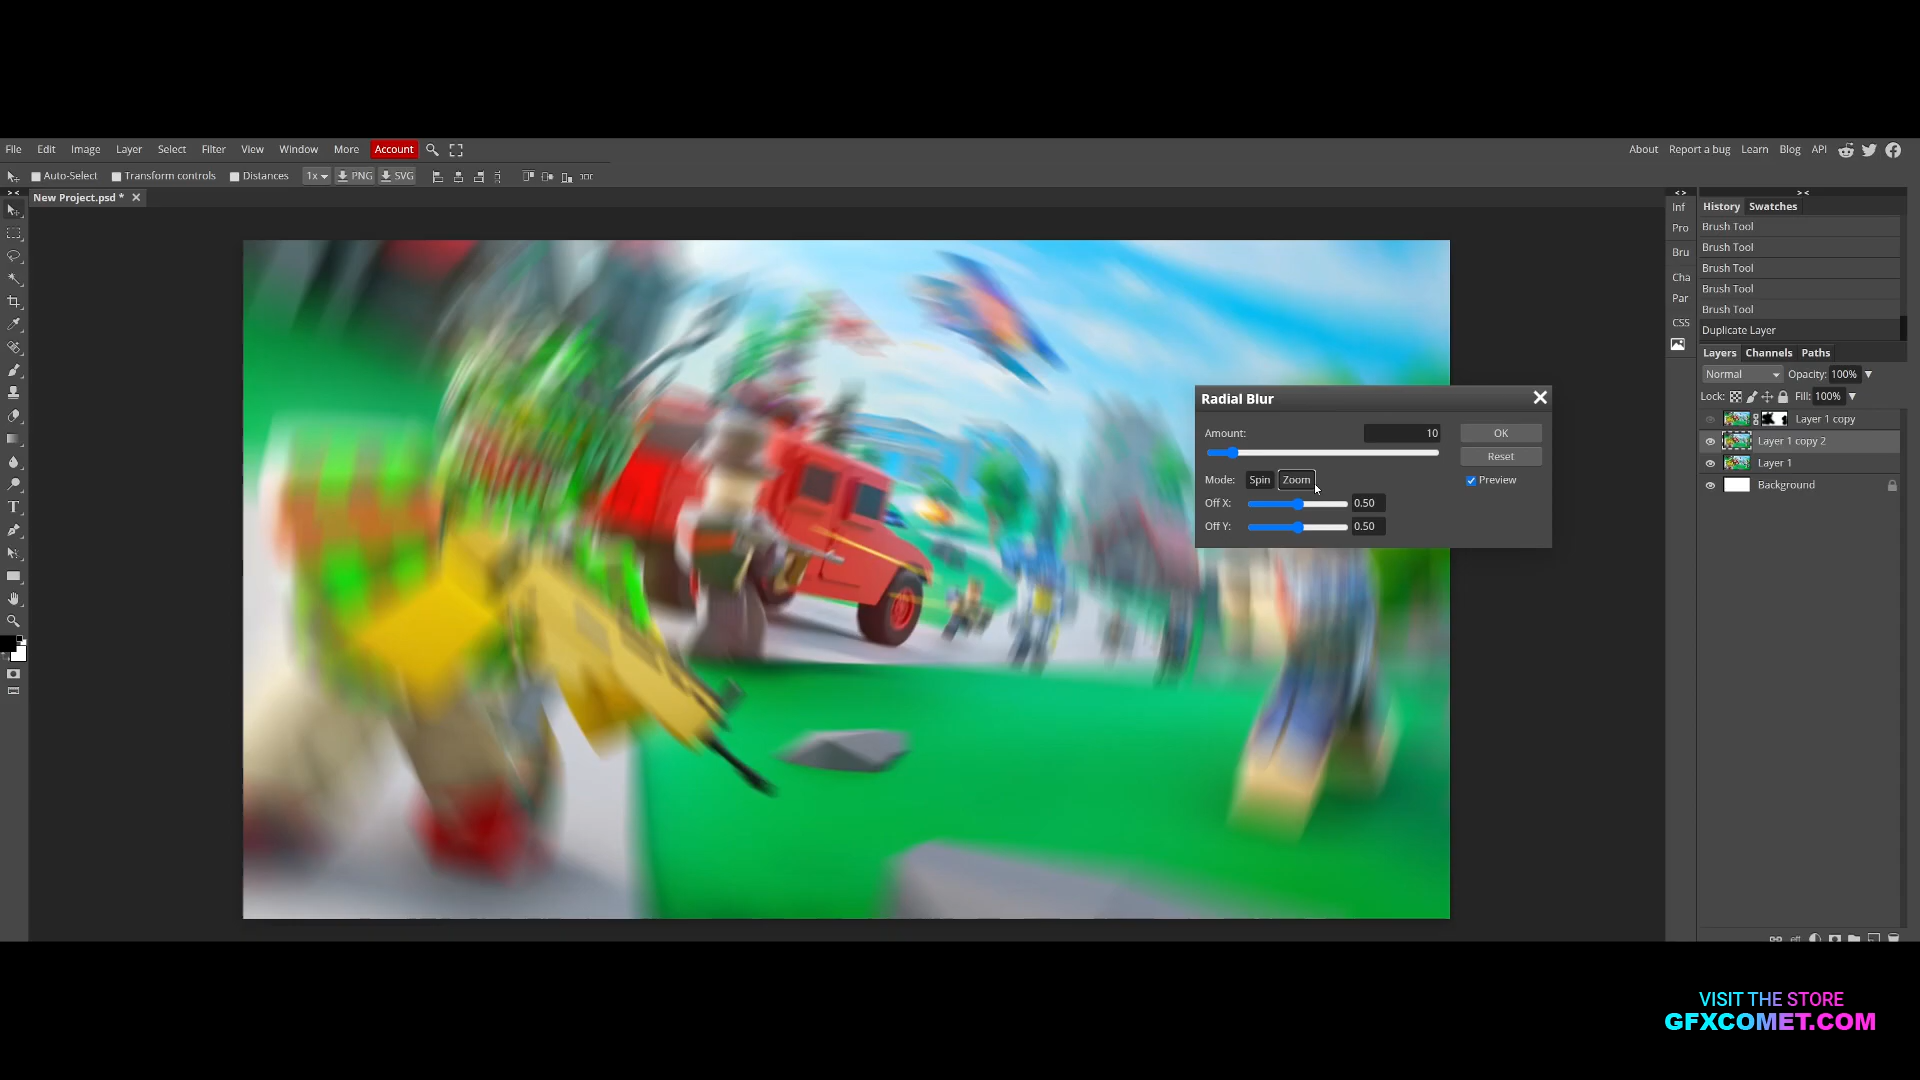 File Edit Image Layer Select Filter View Window More Account
About Report a bug Learn Blog API
Auto-Select Transform controls Distances 1x PNG SVG
New Project.psd *
Inf
Pro
Bru
Cha
Par
CSS
History Swatches
Brush Tool
Brush Tool
Brush Tool
Brush Tool
Brush Tool
Duplicate Layer
Layers Channels Paths
Normal Opacity: 100%
Lock: Fill: 100%
Layer 1 copy
Layer 1 copy 2
Layer 1
Background
Radial Blur
Amount: 10 OK
Reset
Mode: Spin Zoom Preview
Off X: 0.50
Off Y: 0.50
eff
VISIT THE STORE
GFXCOMET.COM